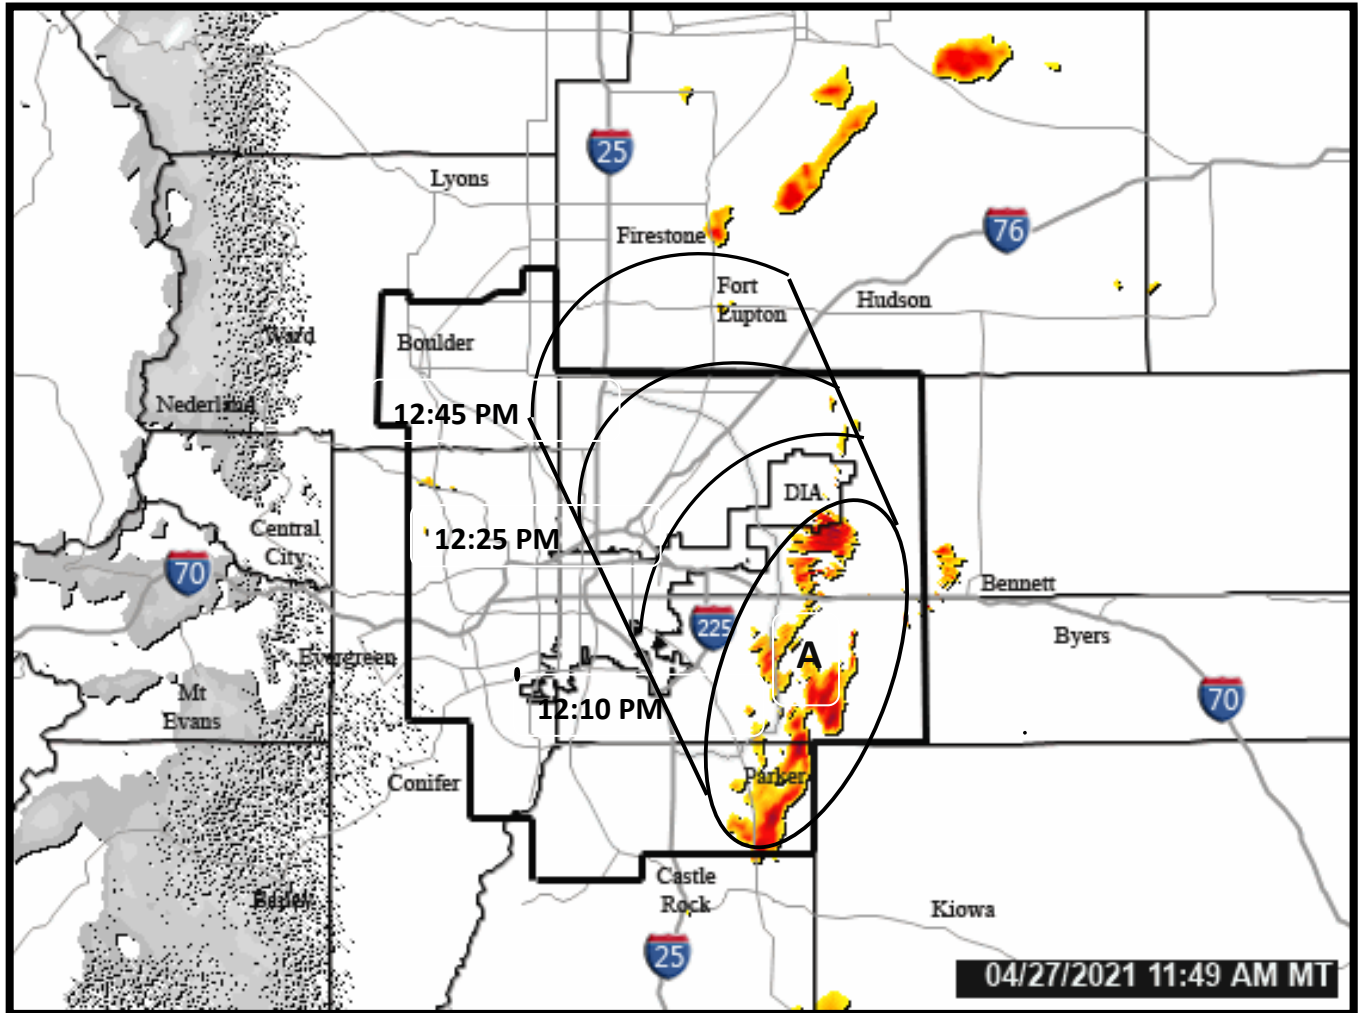 25
Lyons
Firestone
76
Fort
Lupton
Hudson
Ward
Boulder
Nederland
12:45 PM
DIA
Central
City
12:25 PM
70
Bennett
Byers
225
Evergreen
A
Mt
Evans
12:10 PM
70
Conifer
Parker
Castle
Rock
Bailey
Kiowa
25
04/27/2021 11:49 AM MT